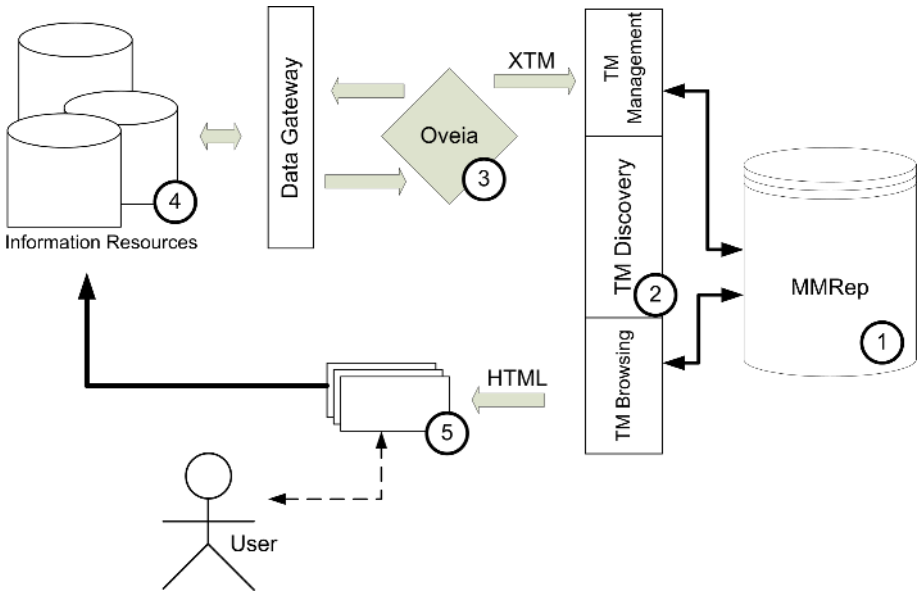 XTM
TM
Management
Data Gateway
Oveia
3
4
Information Resources
TM Discovery
2
MMRep
1
HTML
TM Browsing
5
User